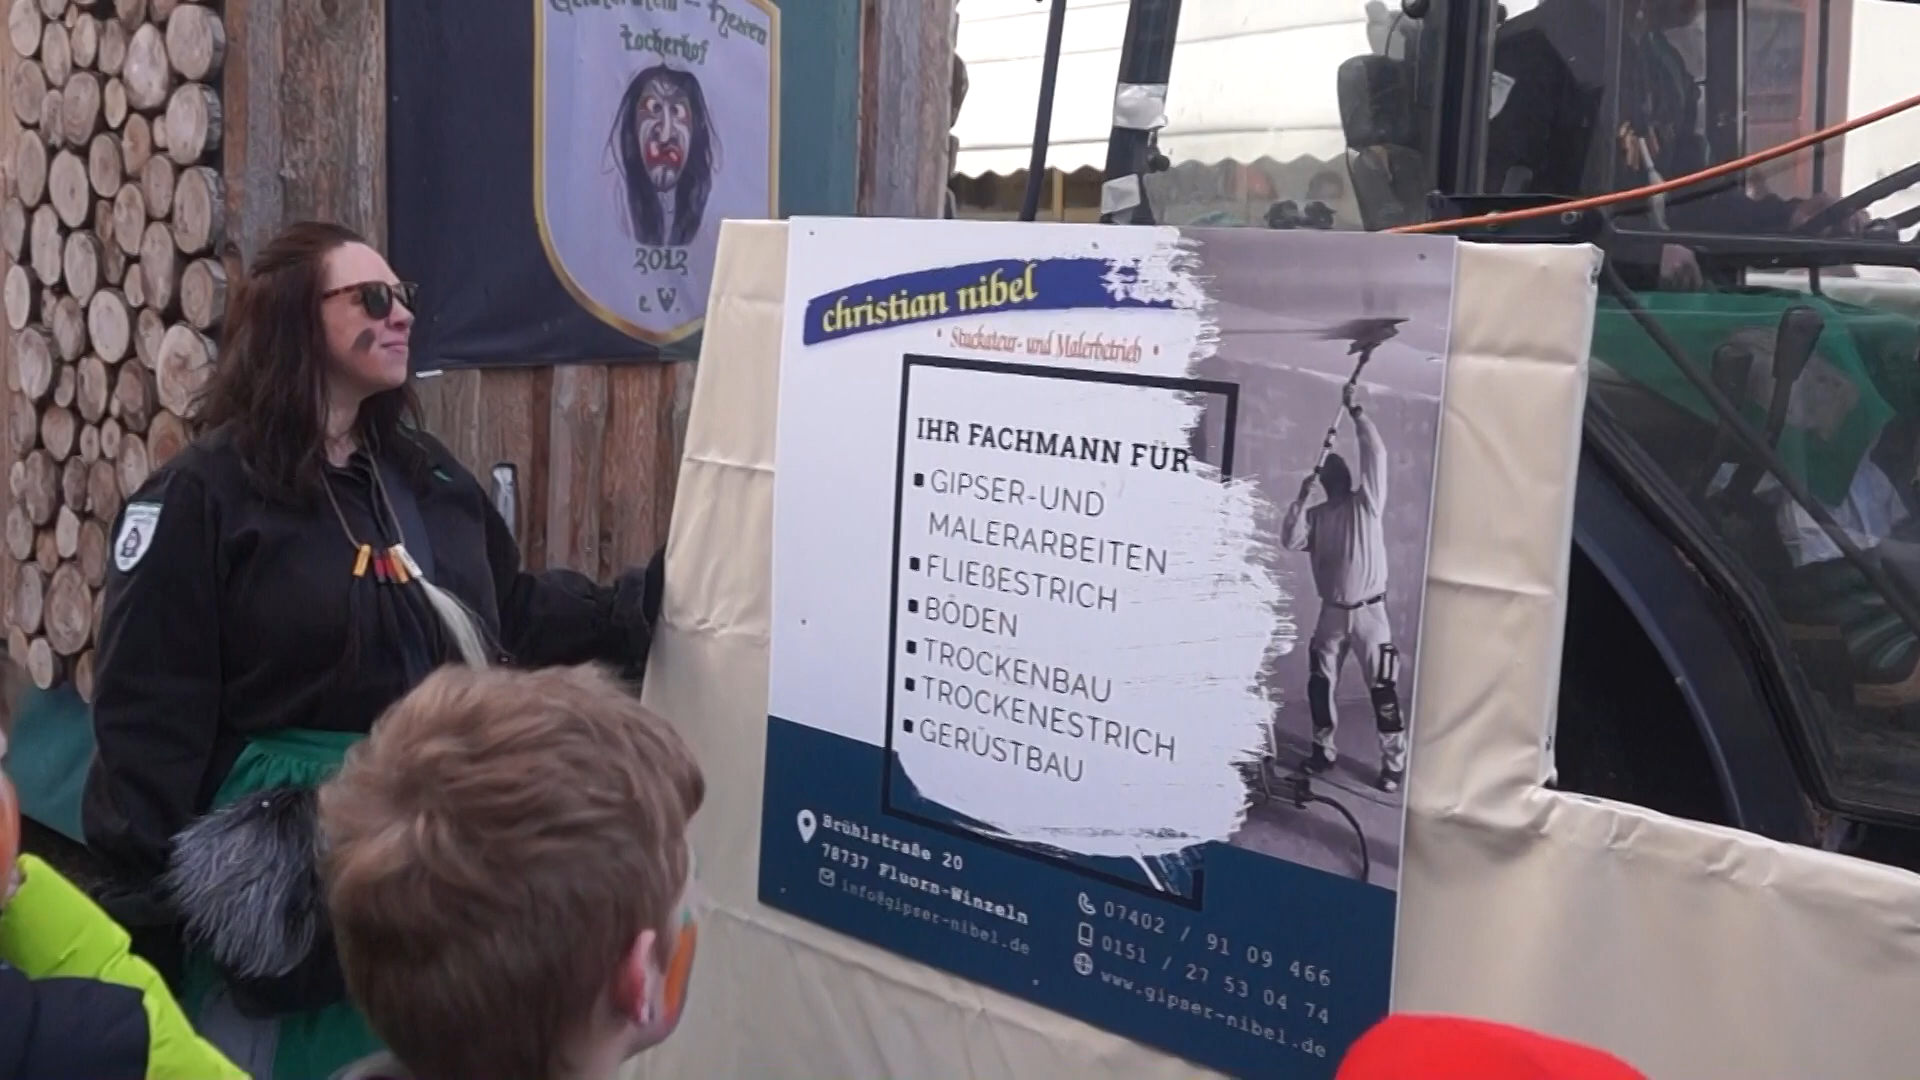 Locherhof
2012
e.V.
christian nibel
• Stuckateur- und Malerbetrieb •
IHR FACHMANN FÜR
▪ GIPSER-UND
MALERARBEITEN
▪ FLIEßESTRICH
▪ BÖDEN
▪ TROCKENBAU
▪ TROCKENESTRICH
▪ GERÜSTBAU
Brühlstraße 20
78737 Fluorn-Winzeln
info@gipser-nibel.de
07402 / 91 09 466
0151 / 27 53 04 74
www.gipser-nibel.de